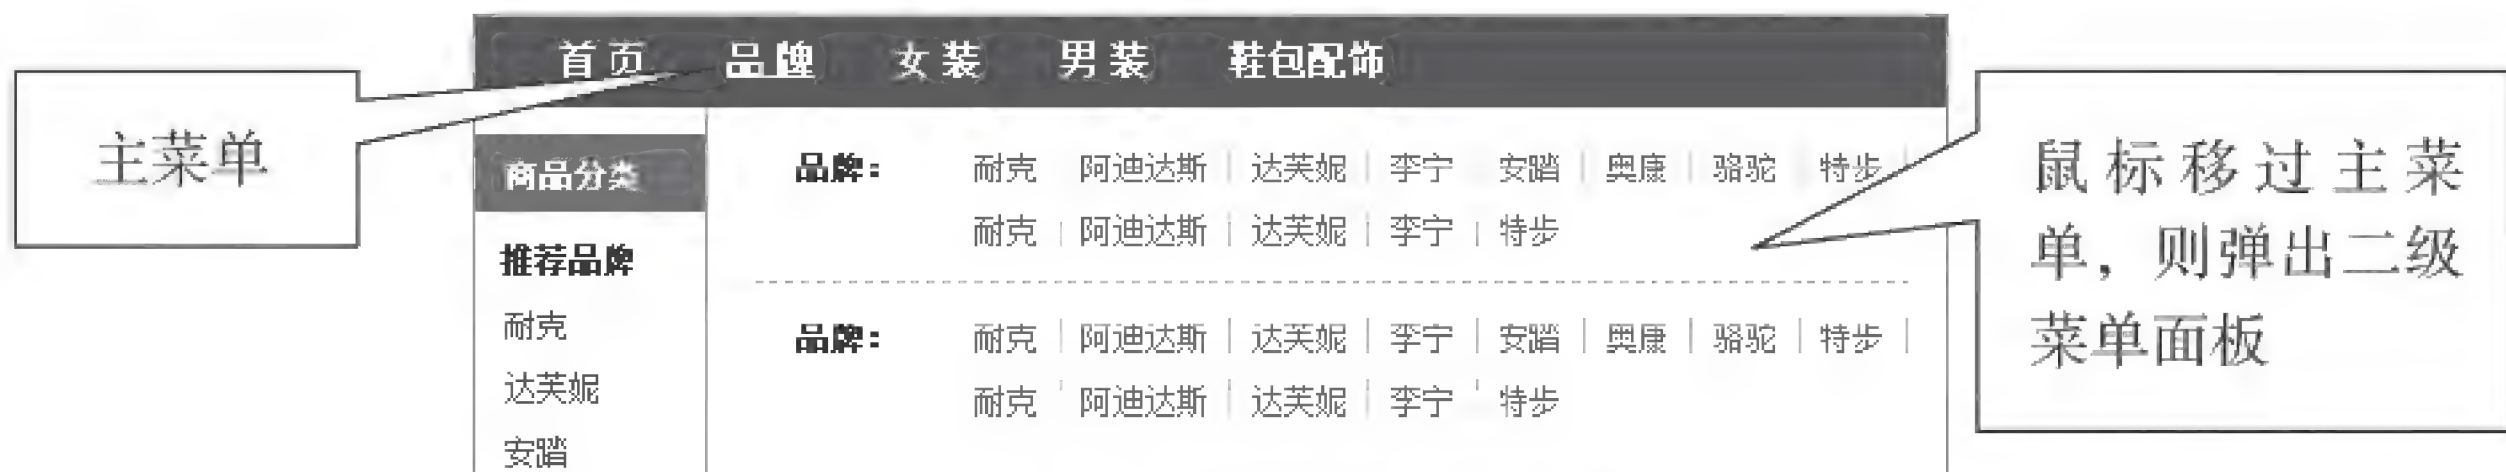 首页 品牌 女装 男装 鞋包配饰
主菜单
商品分类
推荐品牌
耐克
达芙妮
安踏
品牌： 耐克 阿迪达斯 | 达芙妮 | 李宁 安踏 | 奥康 | 骆驼 | 特步 |
耐克 | 阿迪达斯 | 达芙妮 | 李宁 | 特步
品牌： 耐克 | 阿迪达斯 | 达芙妮 | 李宁 | 安踏 | 奥康 | 骆驼 | 特步 |
耐克 | 阿迪达斯 | 达芙妮 | 李宁 | 特步
鼠标移过主菜
单，则弹出二级
菜单面板